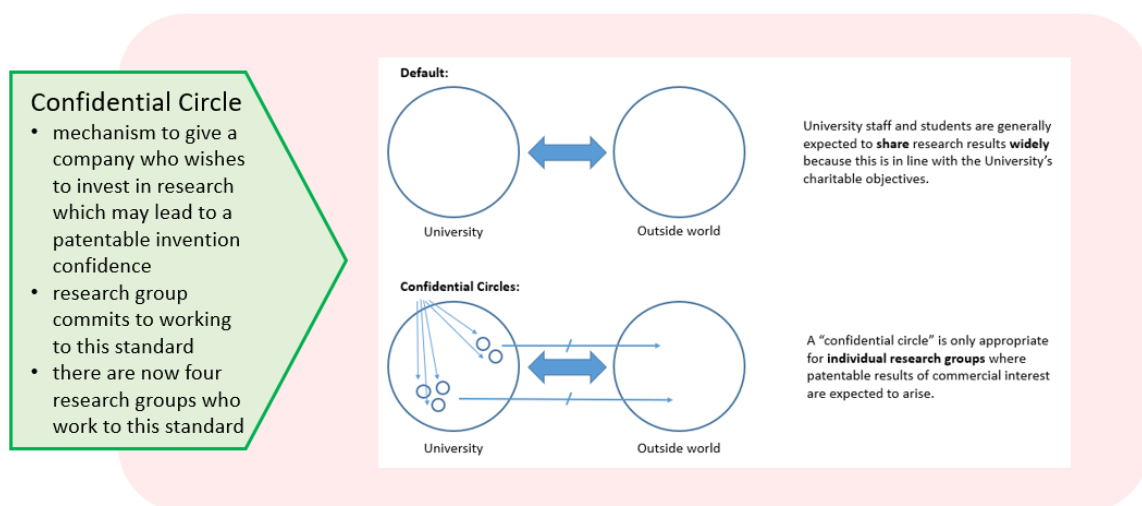 Confidential Circle
• mechanism to give a
company who wishes
to invest in research
which may lead to a
patentable invention
confidence
• research group
commits to working
to this standard
• there are now four
research groups who
work to this standard
Default:
University
Outside world
University staff and students are generally
expected to share research results widely
because this is in line with the University's
charitable objectives.
Confidential Circles:
University
Outside world
A “confidential circle” is only appropriate
for individual research groups where
patentable results of commercial interest
are expected to arise.